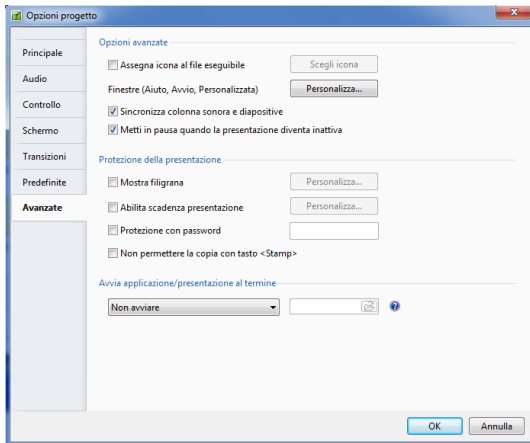 Opzioni progetto
Principale
Audio
Controllo
Schermo
Transizioni
Predefinite
Avanzate
Opzioni avanzate
Assegna icona al file eseguibile
Scegli icona
Finestre (Aiuto, Avvio, Personalizzata)
Personalizza...
Sincronizza colonna sonora e diapositive
Metti in pausa quando la presentazione diventa inattiva
Protezione della presentazione
Mostra filigrana
Personalizza...
Abilita scadenza presentazione
Personalizza...
Protezione con password
Non permettere la copia con tasto <Stamp>
Avvia applicazione/presentazione al termine
Non avviare
OK
Annulla